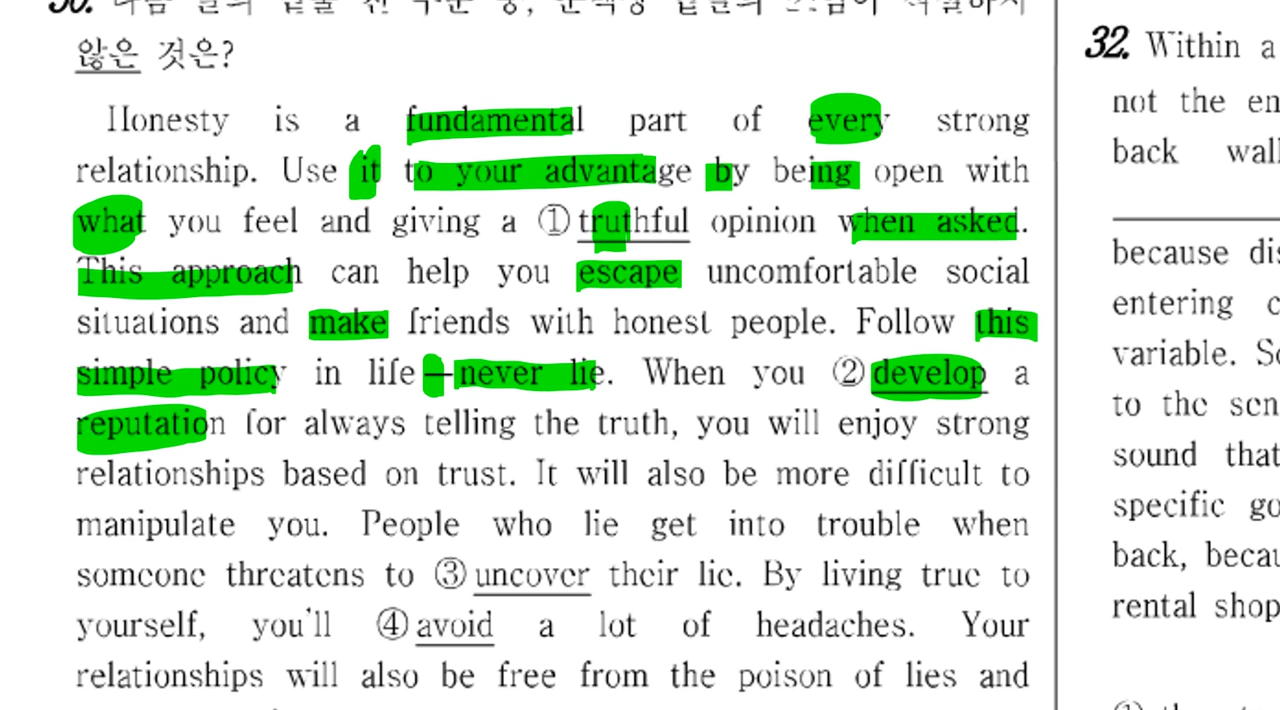 않은 것은?
Honesty is a fundamental part of every strong
relationship. Use it to your advantage by being open with
what you feel and giving a ① truthful opinion when asked.
This approach can help you escape uncomfortable social
situations and make friends with honest people. Follow this
simple policy in life — never lie. When you ② develop a
reputation for always telling the truth, you will enjoy strong
relationships based on trust. It will also be more difficult to
manipulate you. People who lie get into trouble when
someone threatens to ③ uncover their lie. By living true to
yourself, you'll ④ avoid a lot of headaches. Your
relationships will also be free from the poison of lies and
32. Within a
not the
back
because
entering
variable.
to the
sound that
specific
back,
rental shop